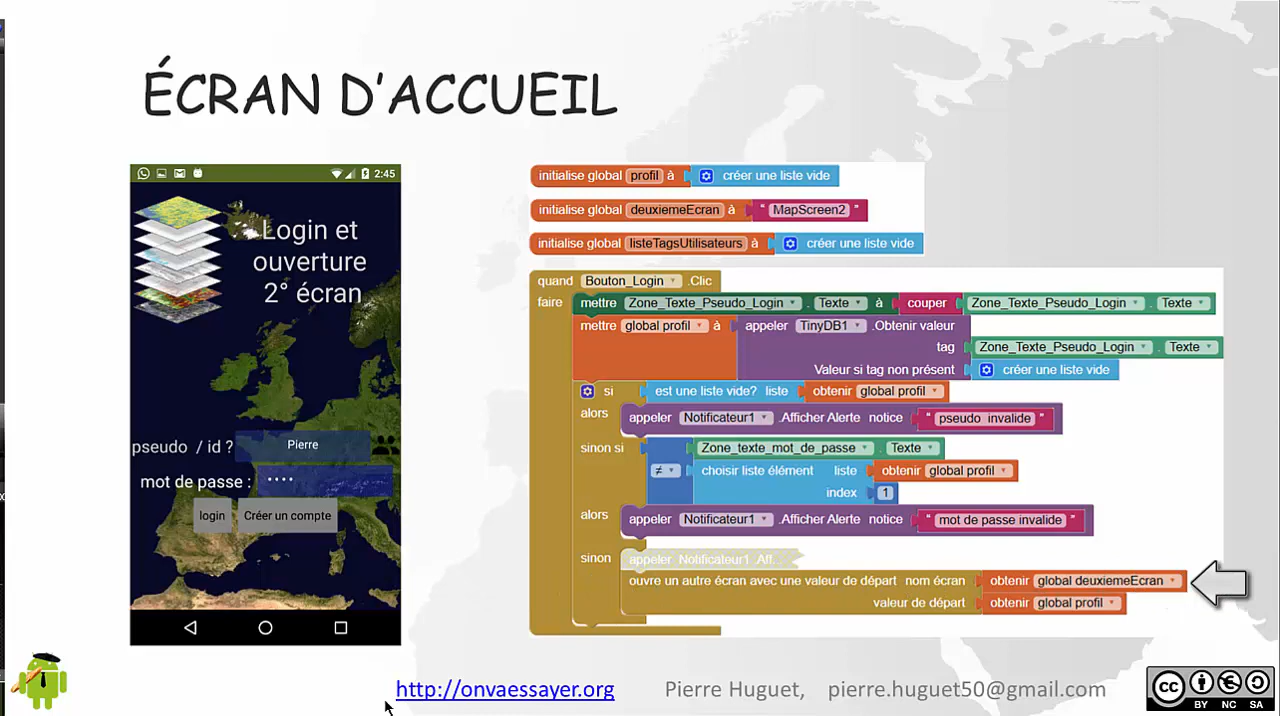 ÉCRAN D'ACCUEIL
2:45
Login et
ouverture
2° écran
pseudo / id ? Pierre
mot de passe : ••••
login Créer un compte
initialise global profil à créer une liste vide
initialise global deuxiemeEcran à " MapScreen2 "
initialise global listeTagsUtilisateurs à créer une liste vide
quand Bouton_Login .Clic
faire mettre Zone_Texte_Pseudo_Login . Texte à couper Zone_Texte_Pseudo_Login . Texte
mettre global profil à appeler TinyDB1 .Obtenir valeur
tag Zone_Texte_Pseudo_Login . Texte
Valeur si tag non présent créer une liste vide
si est une liste vide? liste obtenir global profil
alors appeler Notificateur1 .Afficher Alerte notice " pseudo invalide "
sinon si Zone_texte_mot_de_passe . Texte
≠ choisir liste élément liste obtenir global profil
index 1
alors appeler Notificateur1 .Afficher Alerte notice " mot de passe invalide "
sinon appeler Notificateur1 .Aff...
ouvre un autre écran avec une valeur de départ nom écran obtenir global deuxiemeEcran
valeur de départ obtenir global profil
http://onvaessayer.org Pierre Huguet, pierre.huguet50@gmail.com
cc BY NC SA